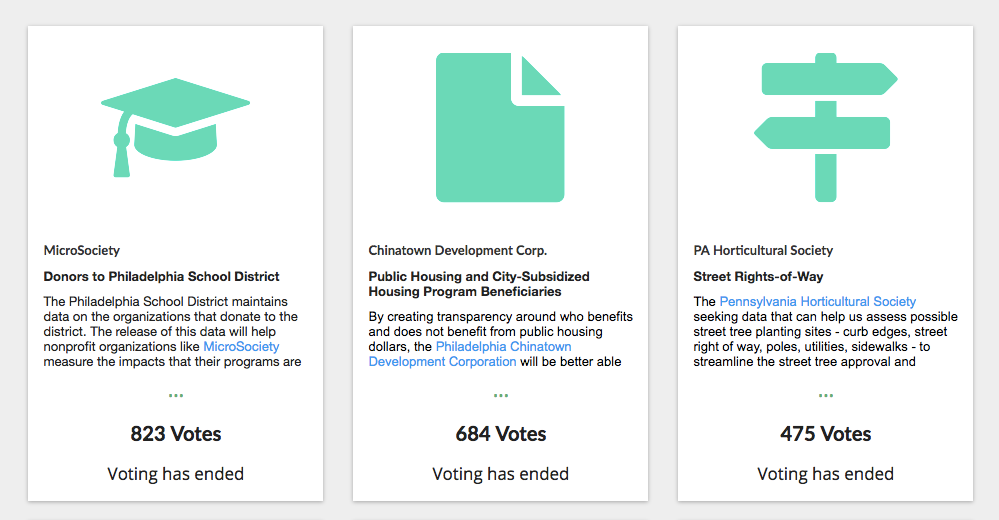 MicroSociety
Donors to Philadelphia School District
The Philadelphia School District maintains
data on the organizations that donate to the
district. The release of this data will help
nonprofit organizations like MicroSociety
measure the impacts that their programs are
...
823 Votes
Voting has ended
Chinatown Development Corp.
Public Housing and City-Subsidized
Housing Program Beneficiaries
By creating transparency around who benefits
and does not benefit from public housing
dollars, the Philadelphia Chinatown
Development Corporation will be better able
...
684 Votes
Voting has ended
PA Horticultural Society
Street Rights-of-Way
The Pennsylvania Horticultural Society
seeking data that can help us assess possible
street tree planting sites - curb edges, street
right of way, poles, utilities, sidewalks - to
streamline the street tree approval and
...
475 Votes
Voting has ended